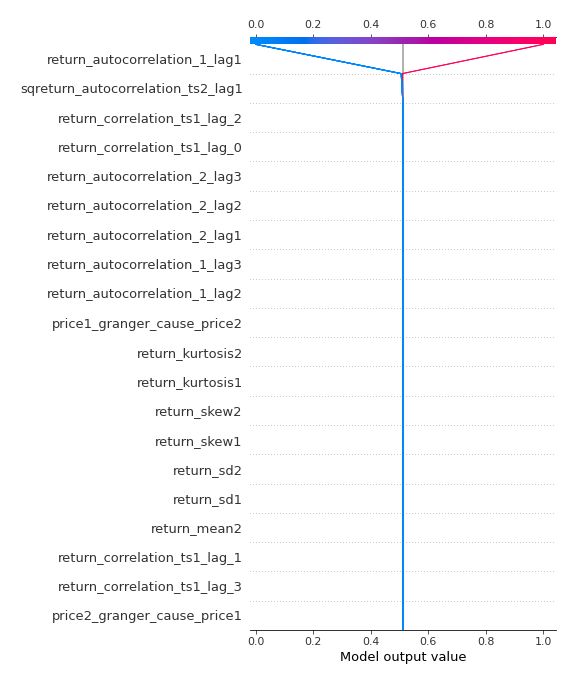 0.0 0.2 0.4 0.6 0.8 1.0
return_autocorrelation_1_lag1
sqreturn_autocorrelation_ts2_lag1
return_correlation_ts1_lag_2
return_correlation_ts1_lag_0
return_autocorrelation_2_lag3
return_autocorrelation_2_lag2
return_autocorrelation_2_lag1
return_autocorrelation_1_lag3
return_autocorrelation_1_lag2
price1_granger_cause_price2
return_kurtosis2
return_kurtosis1
return_skew2
return_skew1
return_sd2
return_sd1
return_mean2
return_correlation_ts1_lag_1
return_correlation_ts1_lag_3
price2_granger_cause_price1
0.0 0.2 0.4 0.6 0.8 1.0
Model output value